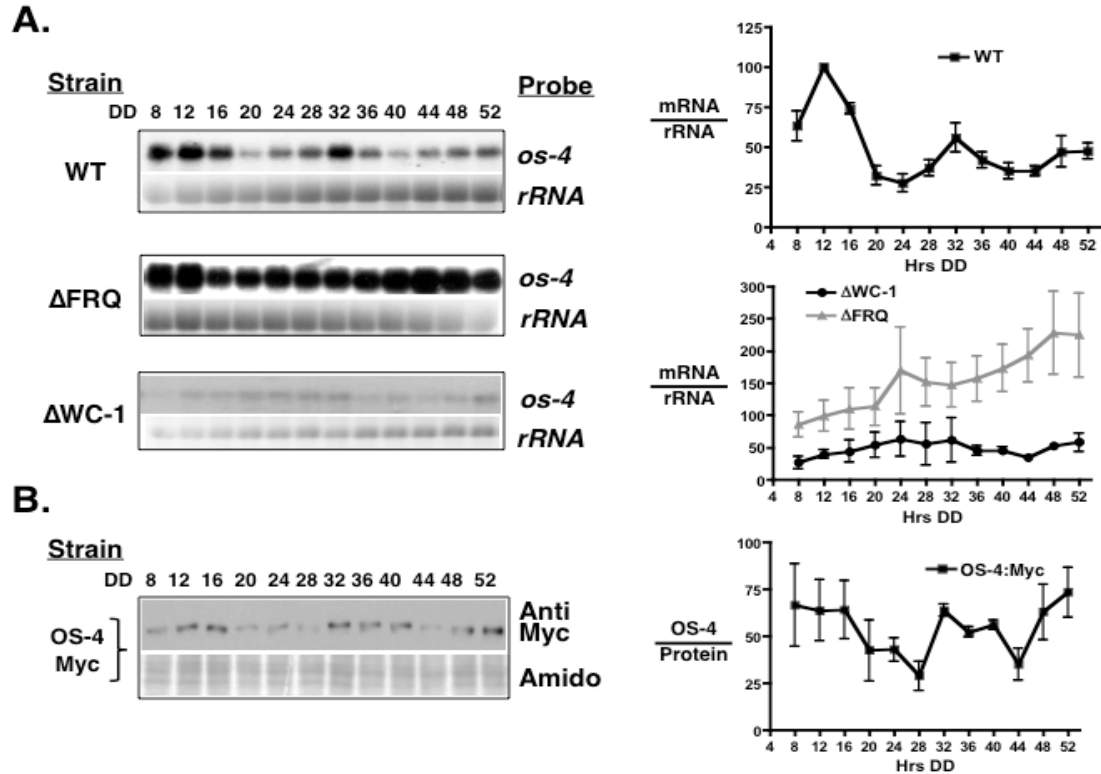 A.
Strain
Probe
DD 8 12 16 20 24 28 32 36 40 44 48 52
WT
os-4
rRNA
ΔFRQ
os-4
rRNA
ΔWC-1
os-4
rRNA
WT
mRNA
rRNA
125
100
75
50
25
0
4 8 12 16 20 24 28 32 36 40 44 48 52
Hrs DD
ΔWC-1
ΔFRQ
mRNA
rRNA
300
250
200
150
100
50
0
4 8 12 16 20 24 28 32 36 40 44 48 52
Hrs DD
B.
Strain
DD 8 12 16 20 24 28 32 36 40 44 48 52
OS-4
Myc
Anti
Myc
Amido
OS-4:Myc
OS-4
Protein
100
75
50
25
0
4 8 12 16 20 24 28 32 36 40 44 48 52
Hrs DD